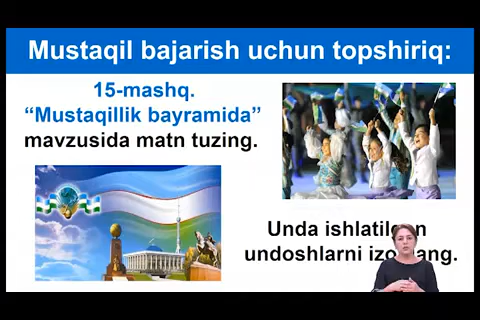 Mustaqil bajarish uchun topshiriq:
15-mashq.
“Mustaqillik bayramida”
mavzusida matn tuzing.
Unda
undoshlarni